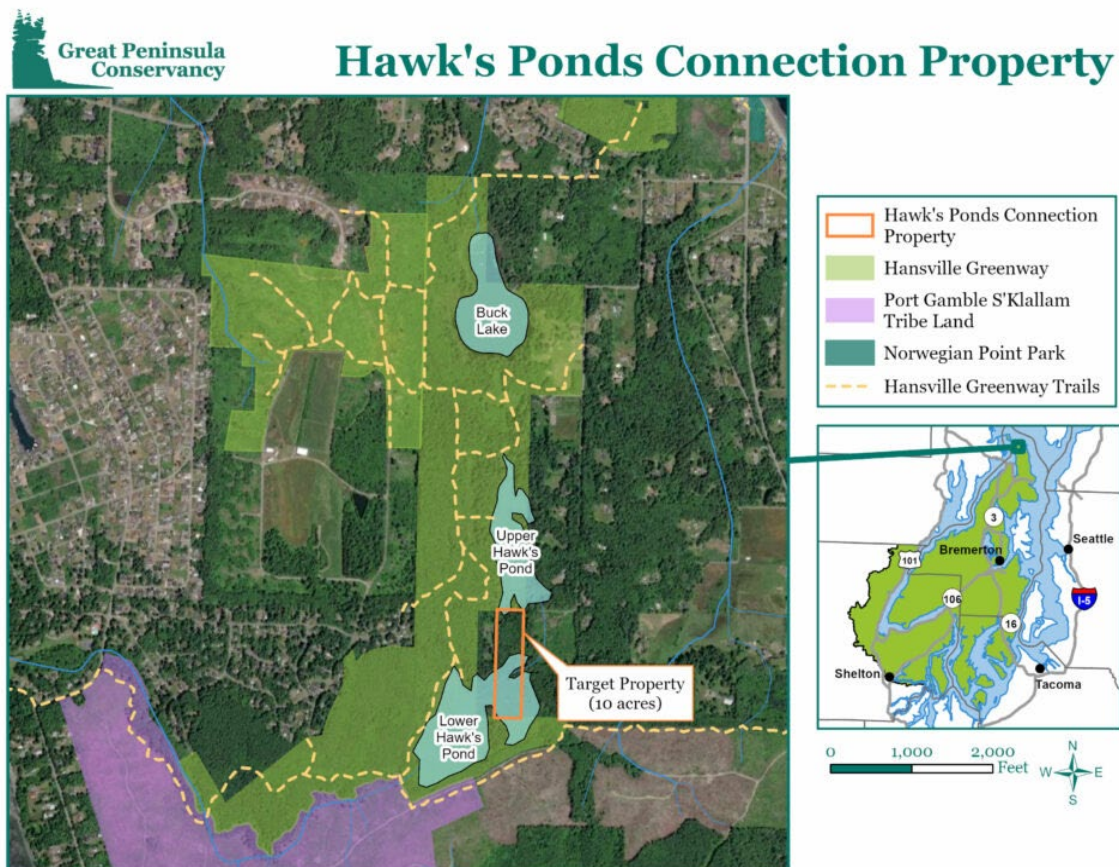 Great Peninsula
Conservancy
Hawk's Ponds Connection Property
Buck
Lake
Upper
Hawk's
Pond
Target Property
(10 acres)
Lower
Hawk's
Pond
Hawk's Ponds Connection
Property
Hansville Greenway
Port Gamble S'Klallam
Tribe Land
Norwegian Point Park
Hansville Greenway Trails
3
Seattle
Bremerton
101
106
I-5
16
Shelton
Tacoma
0 1,000 2,000
Feet
N
W E
S